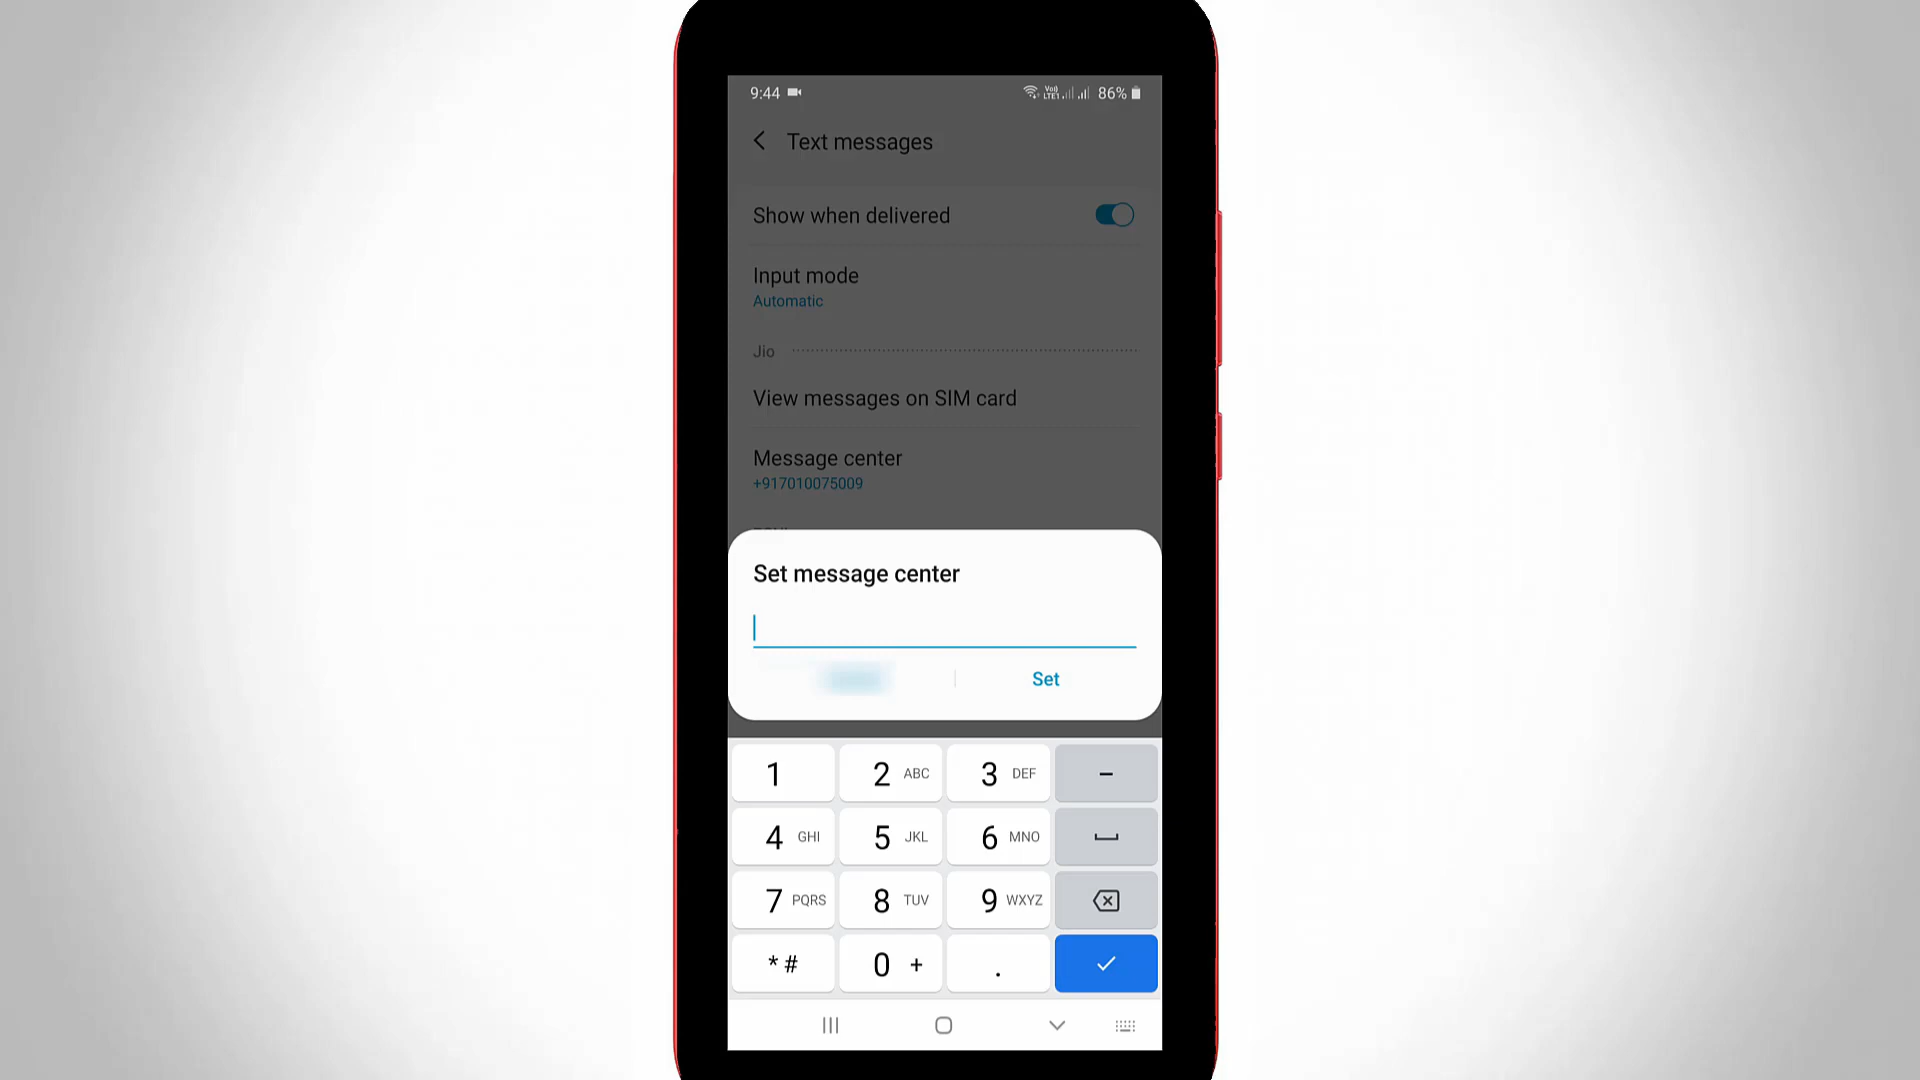 9:44 Vo) LTE1 86%
Text messages
Show when delivered
Input mode
Automatic
Jio
View messages on SIM card
Message center
+917010075009
Set message center
Set
1 2 ABC 3 DEF -
4 GHI 5 JKL 6 MNO
7 PQRS 8 TUV 9 WXYZ
* # 0 + .